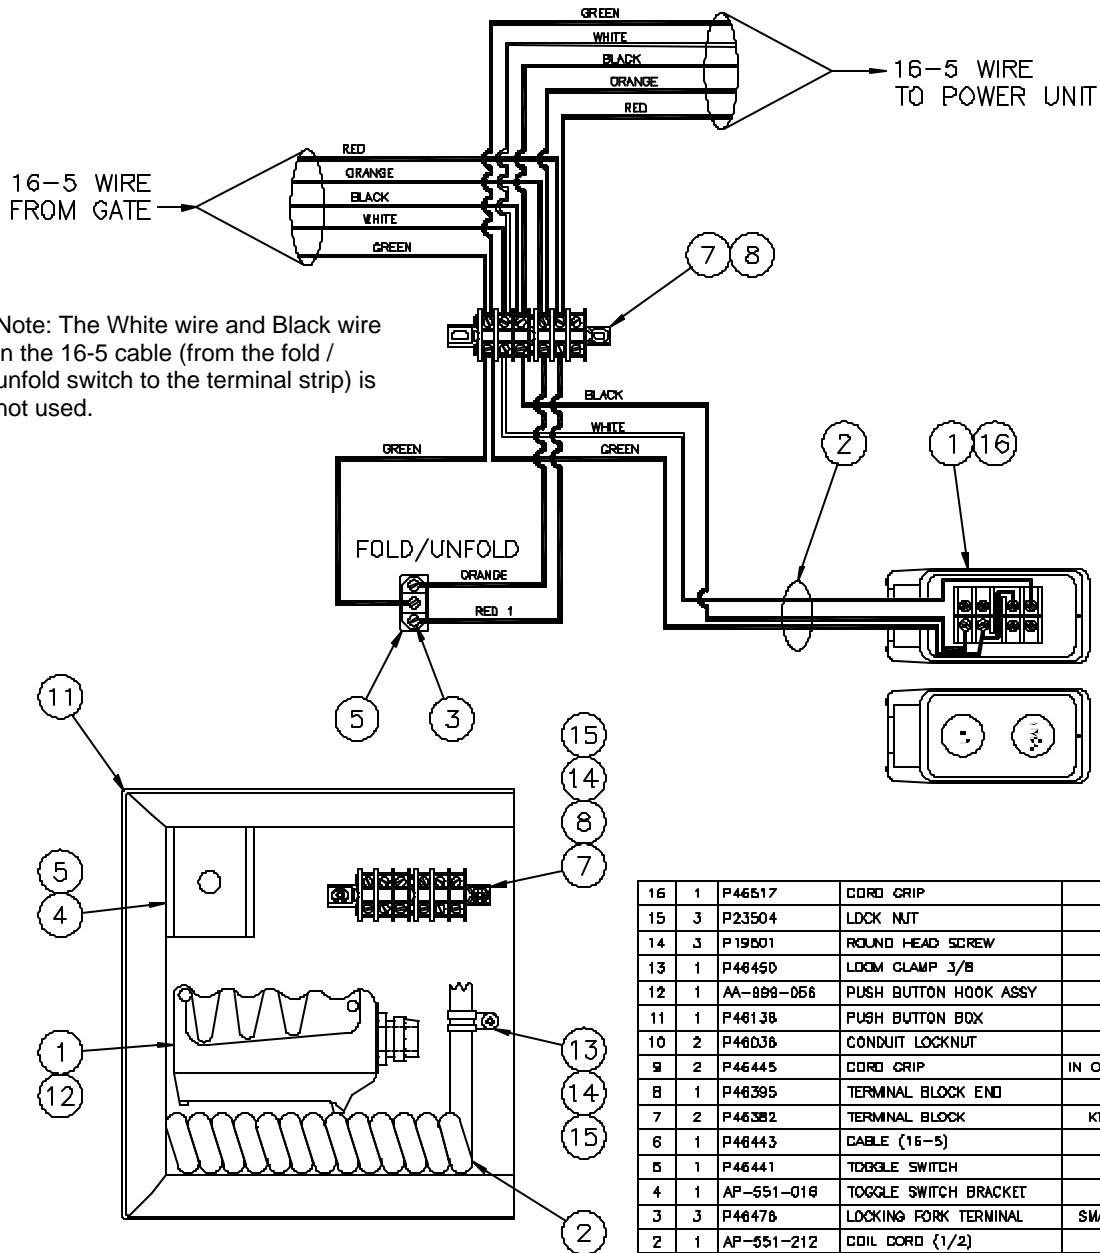 GREEN
WHITE
BLACK
ORANGE
RED
16-5 WIRE
TO POWER UNIT
RED
ORANGE
BLACK
WHITE
GREEN
16-5 WIRE
FROM GATE
7 8
Note: The White wire and Black wire
in the 16-5 cable (from the fold /
unfold switch to the terminal strip) is
not used.
BLACK
WHITE
GREEN
GREEN
2
1 16
FOLD/UNFOLD
ORANGE
RED 1
5 3
11
15
14
8
7
5
4
1
12
13
14
15
2
16 1 P46517 CORD GRIP
15 3 P23504 LOCK NUT
14 3 P19501 ROUND HEAD SCREW
13 1 P46450 LOOM CLAMP 3/8
12 1 AA-999-056 PUSH BUTTON HOOK ASSY
11 1 P46138 PUSH BUTTON BOX
10 2 P46036 CONDUIT LOCKNUT
9 2 P46445 CORD GRIP IN
8 1 P46395 TERMINAL BLOCK END
7 2 P46382 TERMINAL BLOCK
6 1 P46443 CABLE (16-5)
5 1 P46441 TOGGLE SWITCH
4 1 AP-551-016 TOGGLE SWITCH BRACKET
3 3 P46476 LOCKING FORK TERMINAL
2 1 AP-551-212 COIL CORD (1/2)